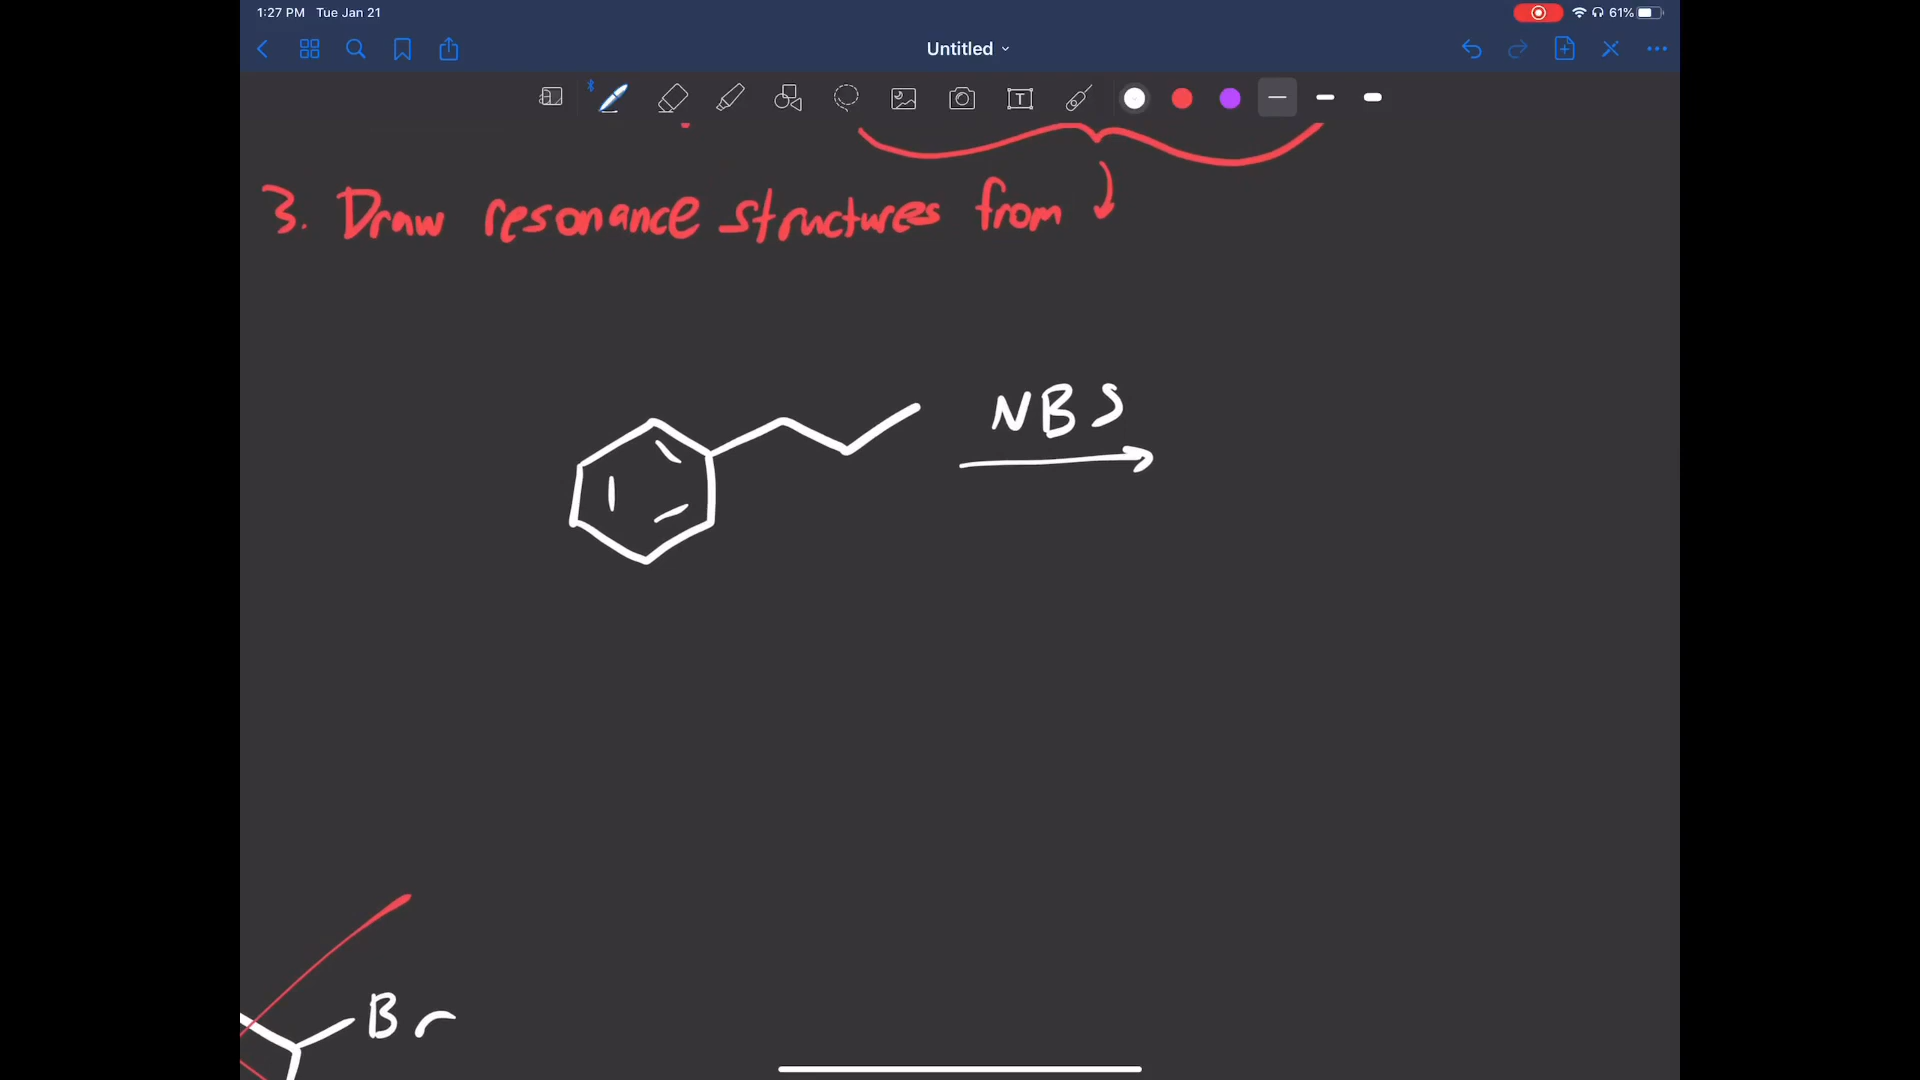 1:27 PM Tue Jan 21
61%
Untitled
T
3. Draw resonance structures from
NBS
Br